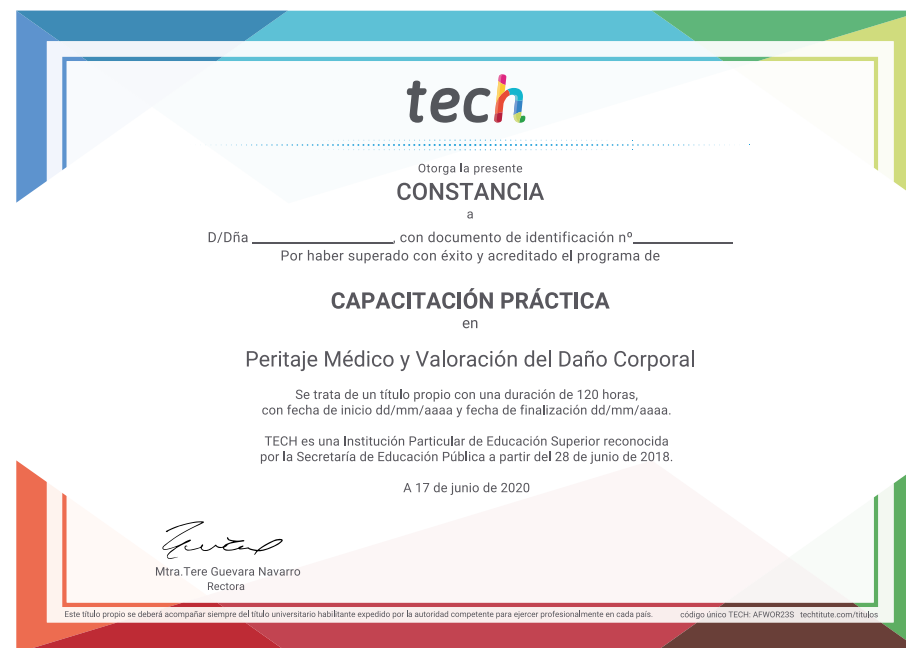 tech
Otorga la presente
CONSTANCIA
a
D/Dña ____________________, con documento de identificación nº______________
Por haber superado con éxito y acreditado el programa de
CAPACITACIÓN PRÁCTICA
en
Peritaje Médico y Valoración del Daño Corporal
Se trata de un título propio con una duración de 120 horas,
con fecha de inicio dd/mm/aaaa y fecha de finalización dd/mm/aaaa.
TECH es una Institución Particular de Educación Superior reconocida
por la Secretaría de Educación Pública a partir del 28 de junio de 2018.
A 17 de junio de 2020
Mtra.Tere Guevara Navarro
Rectora
Este título propio se deberá acompañar siempre del título universitario habilitante expedido por la autoridad competente para ejercer profesionalmente en cada país. código único TECH: AFWOR23S techtitute.com/titulos